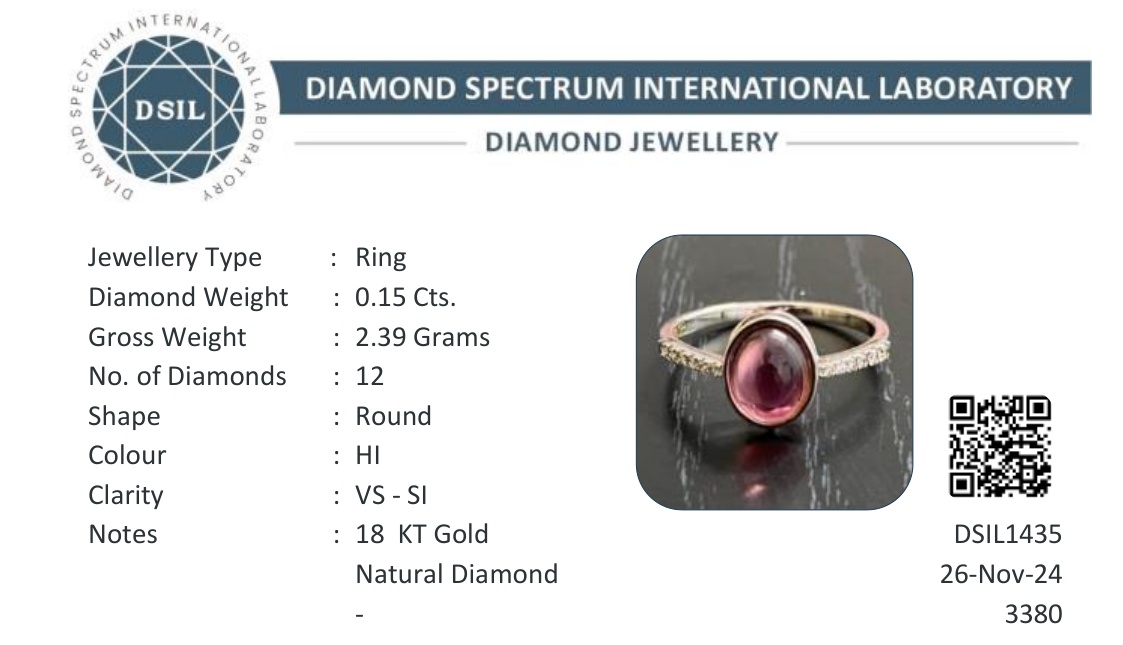 DIAMOND SPECTRUM INTERNATIONAL LABORATORY
DSIL
DIAMOND SPECTRUM INTERNATIONAL LABORATORY
DIAMOND JEWELLERY
Jewellery Type : Ring
Diamond Weight : 0.15 Cts.
Gross Weight : 2.39 Grams
No. of Diamonds : 12
Shape : Round
Colour : HI
Clarity : VS - SI
Notes : 18 KT Gold
Natural Diamond
-
DSIL1435
26-Nov-24
3380